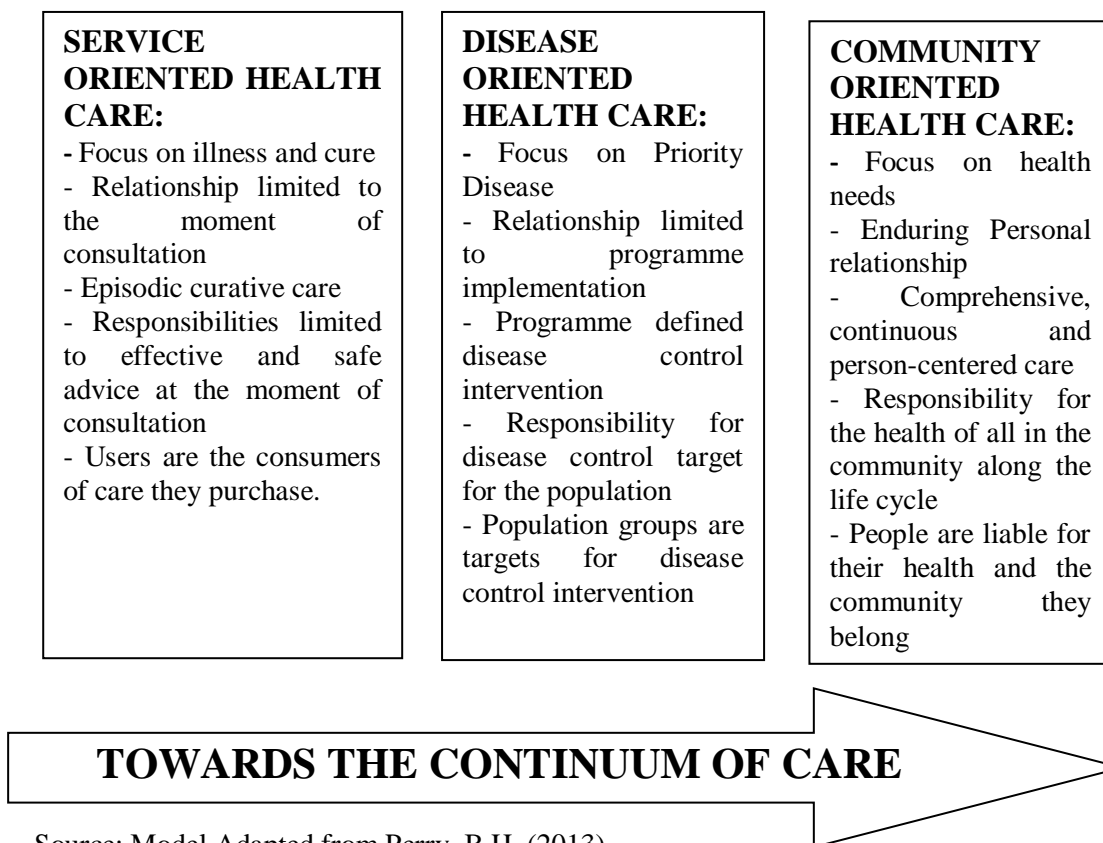 SERVICE
ORIENTED HEALTH
CARE:
- Focus on illness and cure
- Relationship limited to
the moment of
consultation
- Episodic curative care
- Responsibilities limited
to effective and safe
advice at the moment of
consultation
- Users are the consumers
of care they purchase.
DISEASE
ORIENTED
HEALTH CARE:
- Focus on Priority
Disease
- Relationship limited
to programme
implementation
- Programme defined
disease control
intervention
- Responsibility for
disease control target
for the population
- Population groups are
targets for disease
control intervention
COMMUNITY
ORIENTED
HEALTH CARE:
- Focus on health
needs
- Enduring Personal
relationship
- Comprehensive,
continuous and
person-centered care
- Responsibility for
the health of all in the
community along the
life cycle
- People are liable for
their health and the
community they
belong
TOWARDS THE CONTINUUM OF CARE
Source: Model Adapted from Perry, B.H. (2013)